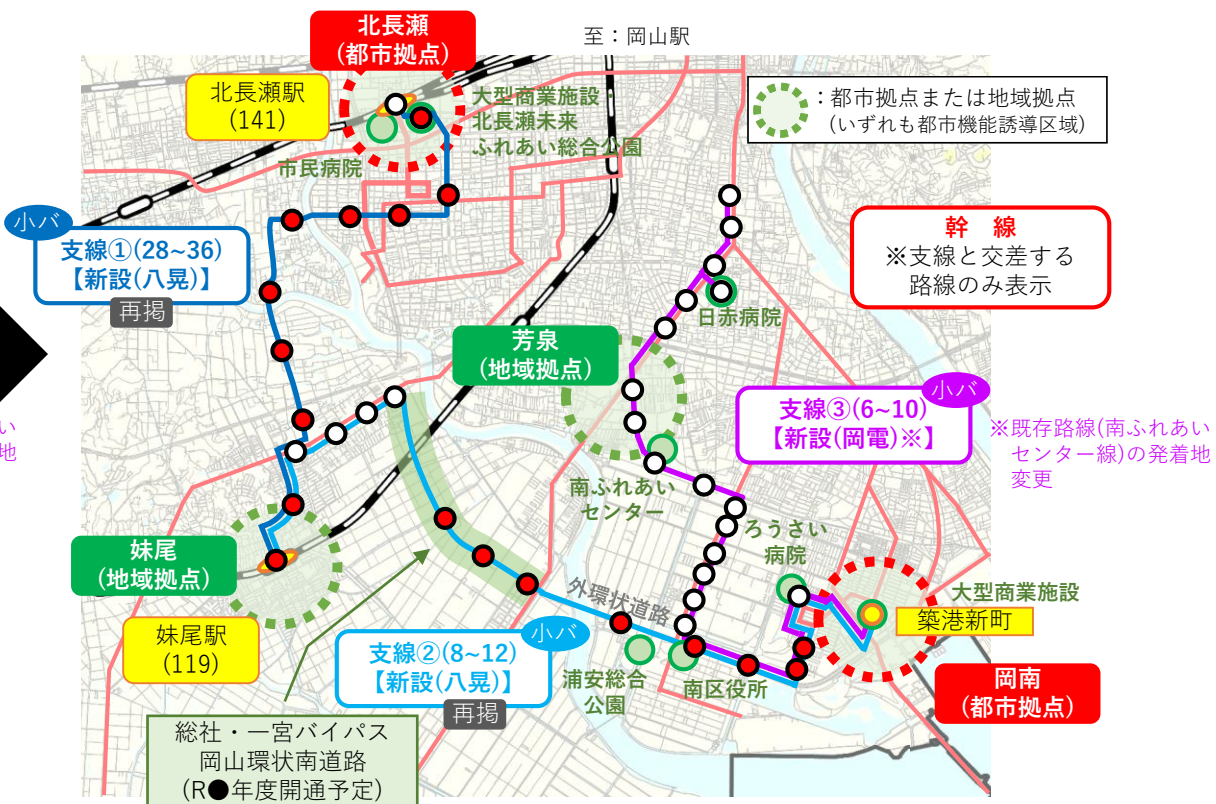 北長瀬
(都市拠点)
至：岡山駅
北長瀬駅
(141)
大型商業施設
北長瀬未来
ふれあい総合公園
市民病院
：都市拠点または地域拠点
(いずれも都市機能誘導区域)
小バ
支線①(28~36)
【新設(八晃)】
再掲
幹　線
※支線と交差する
路線のみ表示
日赤病院
芳泉
(地域拠点)
小バ
支線③(6~10)
【新設(岡電)※】
※既存路線(南ふれあい
センター線)の発着地
変更
い
地
南ふれあい
センター
ろうさい
病院
妹尾
(地域拠点)
妹尾駅
(119)
外環状道路
大型商業施設
築港新町
小バ
支線②(8~12)
【新設(八晃)】
再掲
浦安総合
公園
南区役所
岡南
(都市拠点)
総社・一宮バイパス
岡山環状南道路
(R●年度開通予定)